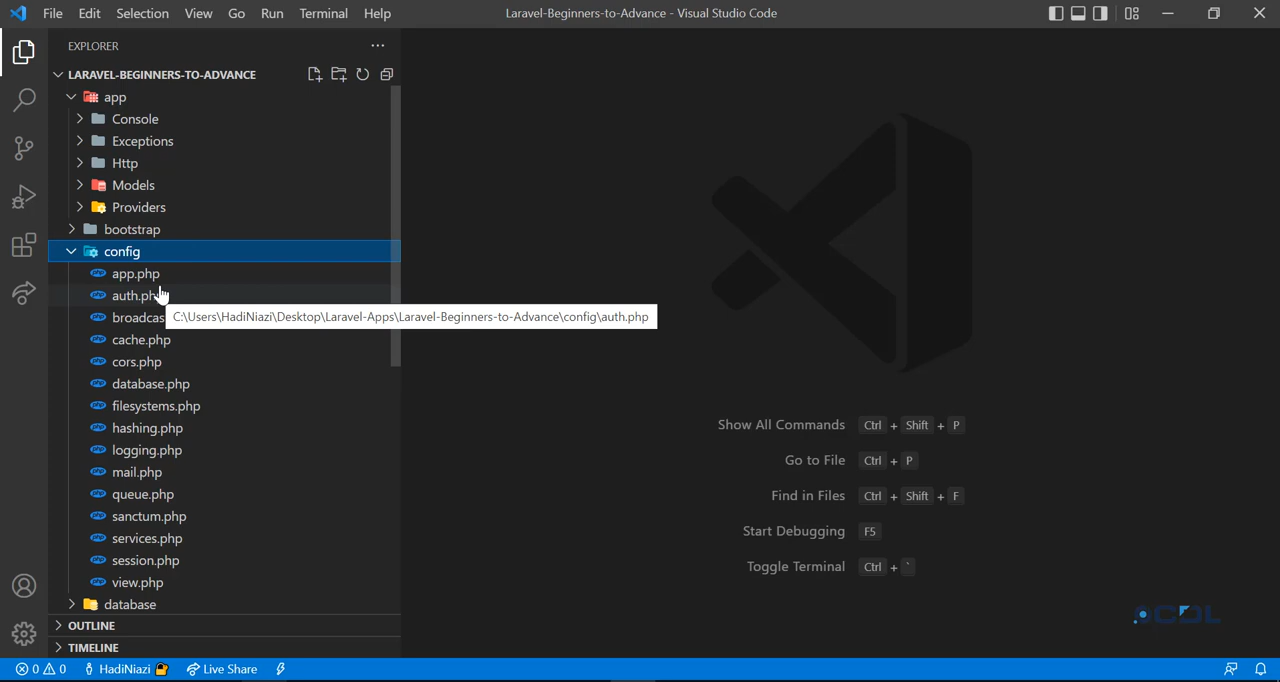 File Edit Selection View Go Run Terminal Help
Laravel-Beginners-to-Advance - Visual Studio Code
EXPLORER
LARAVEL-BEGINNERS-TO-ADVANCE
app
Console
Exceptions
Http
Models
Providers
bootstrap
config
app.php
auth.ph
C:\Users\HadiNiazi\Desktop\Laravel-Apps\Laravel-Beginners-to-Advance\config\auth.php
broadcas
cache.php
cors.php
database.php
filesystems.php
hashing.php
logging.php
mail.php
queue.php
sanctum.php
services.php
session.php
view.php
database
OUTLINE
TIMELINE
Show All Commands Ctrl + Shift + P
Go to File Ctrl + P
Find in Files Ctrl + Shift + F
Start Debugging F5
Toggle Terminal Ctrl + `
0 0 HadiNiazi Live Share